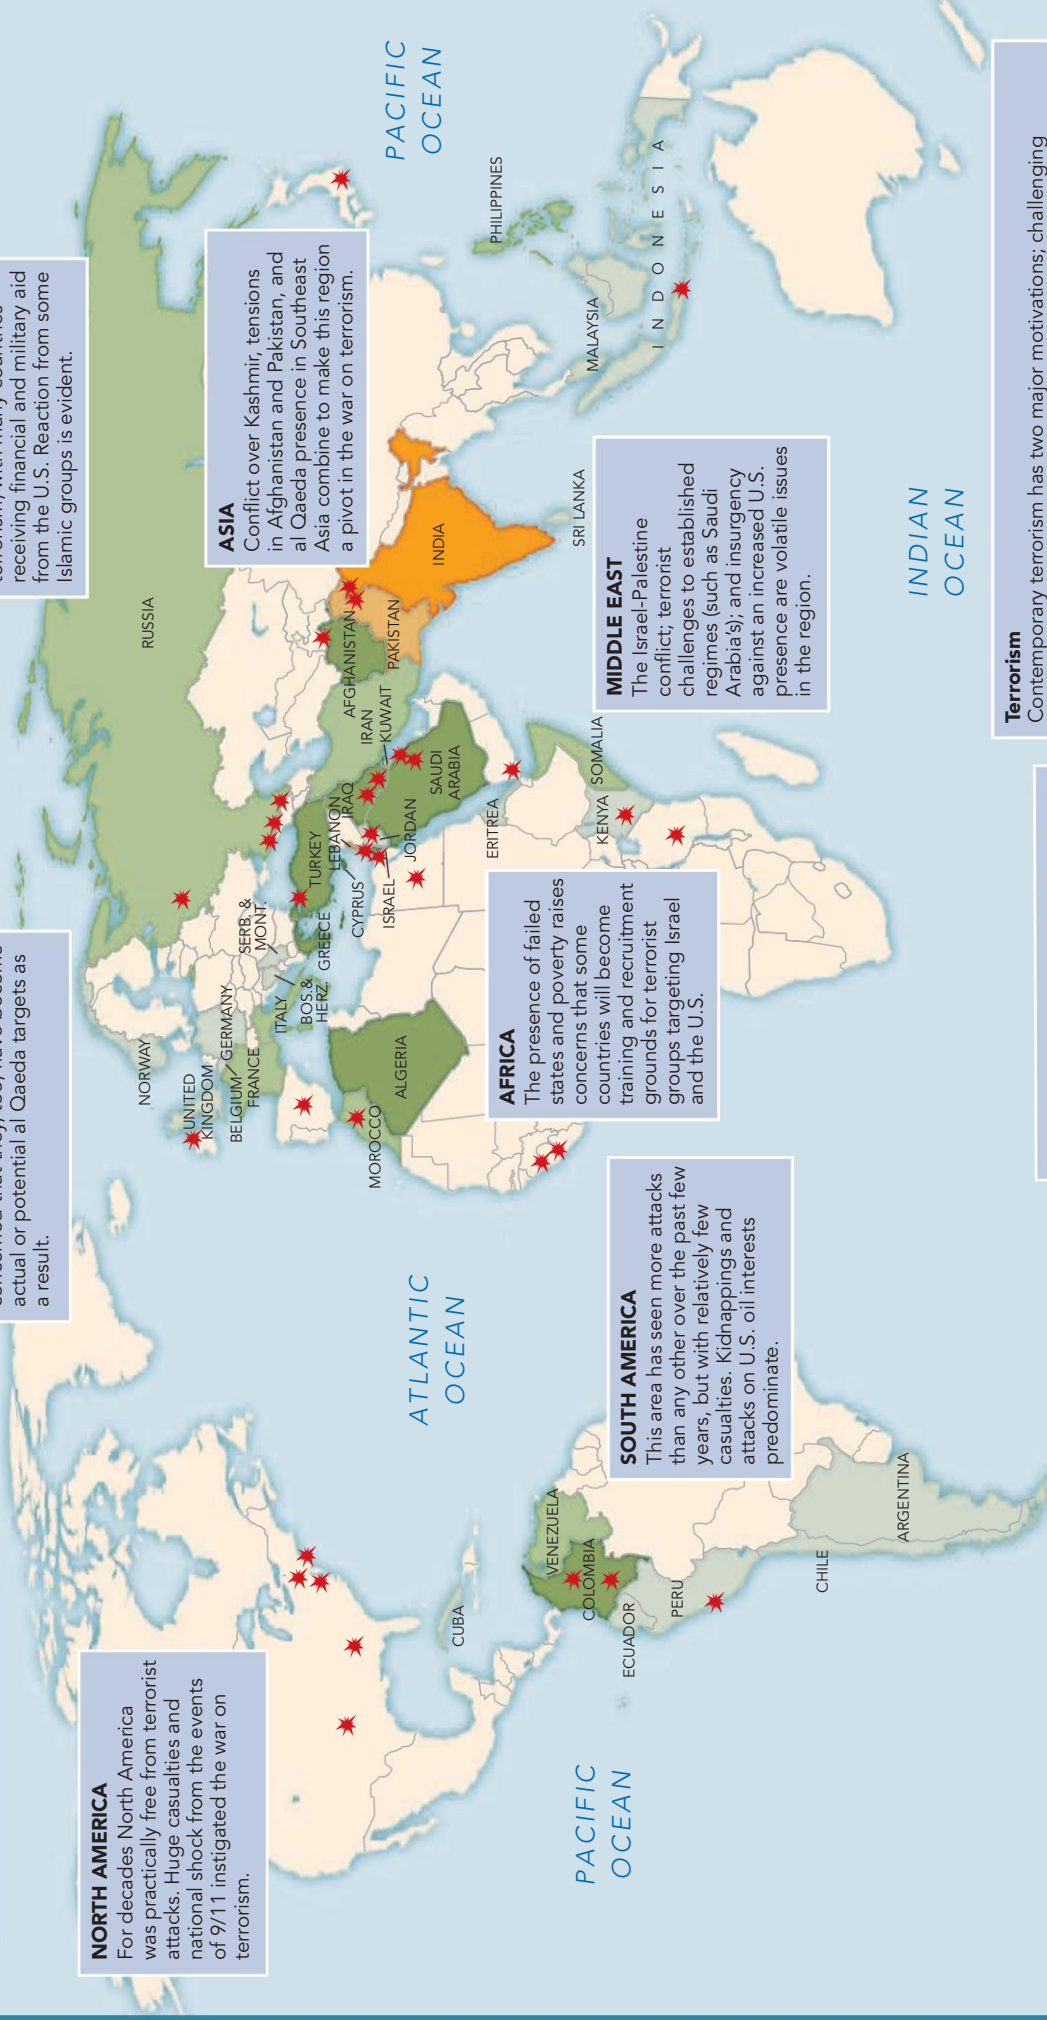 terrorism, with many countries
receiving financial and military aid
from the U.S. Reaction from some
Islamic groups is evident.
actual or potential al Qaeda targets as
a result.
NORTH AMERICA
For decades North America
was practically free from terrorist
attacks. Huge casualties and
national shock from the events
of 9/11 instigated the war on
terrorism.
ASIA
Conflict over Kashmir, tensions
in Afghanistan and Pakistan, and
al Qaeda presence in Southeast
Asia combine to make this region
a pivot in the war on terrorism.
MIDDLE EAST
The Israel-Palestine
conflict; terrorist
challenges to established
regimes (such as Saudi
Arabia's); and insurgency
against an increased U.S.
presence are volatile issues
in the region.
AFRICA
The presence of failed
states and poverty raises
concerns that some
countries will become
training and recruitment
grounds for terrorist
groups targeting Israel
and the U.S.
SOUTH AMERICA
This area has seen more attacks
than any other over the past few
years, but with relatively few
casualties. Kidnappings and
attacks on U.S. oil interests
predominate.
Terrorism
Contemporary terrorism has two major motivations; challenging
RUSSIA
NORWAY
UNITED
KINGDOM
BELGIUM
GERMANY
FRANCE
ITALY
SERB. &
MONT.
BOS.&
HERZ.
GREECE
TURKEY
CYPRUS
LEBANON
ISRAEL
IRAQ
JORDAN
KUWAIT
IRAN
SAUDI
ARABIA
AFGHANISTAN
PAKISTAN
INDIA
SRI LANKA
PHILIPPINES
MALAYSIA
INDONESIA
MOROCCO
ALGERIA
ERITREA
SOMALIA
KENYA
CUBA
VENEZUELA
COLOMBIA
ECUADOR
PERU
CHILE
ARGENTINA
PACIFIC
OCEAN
ATLANTIC
OCEAN
PACIFIC
OCEAN
INDIAN
OCEAN